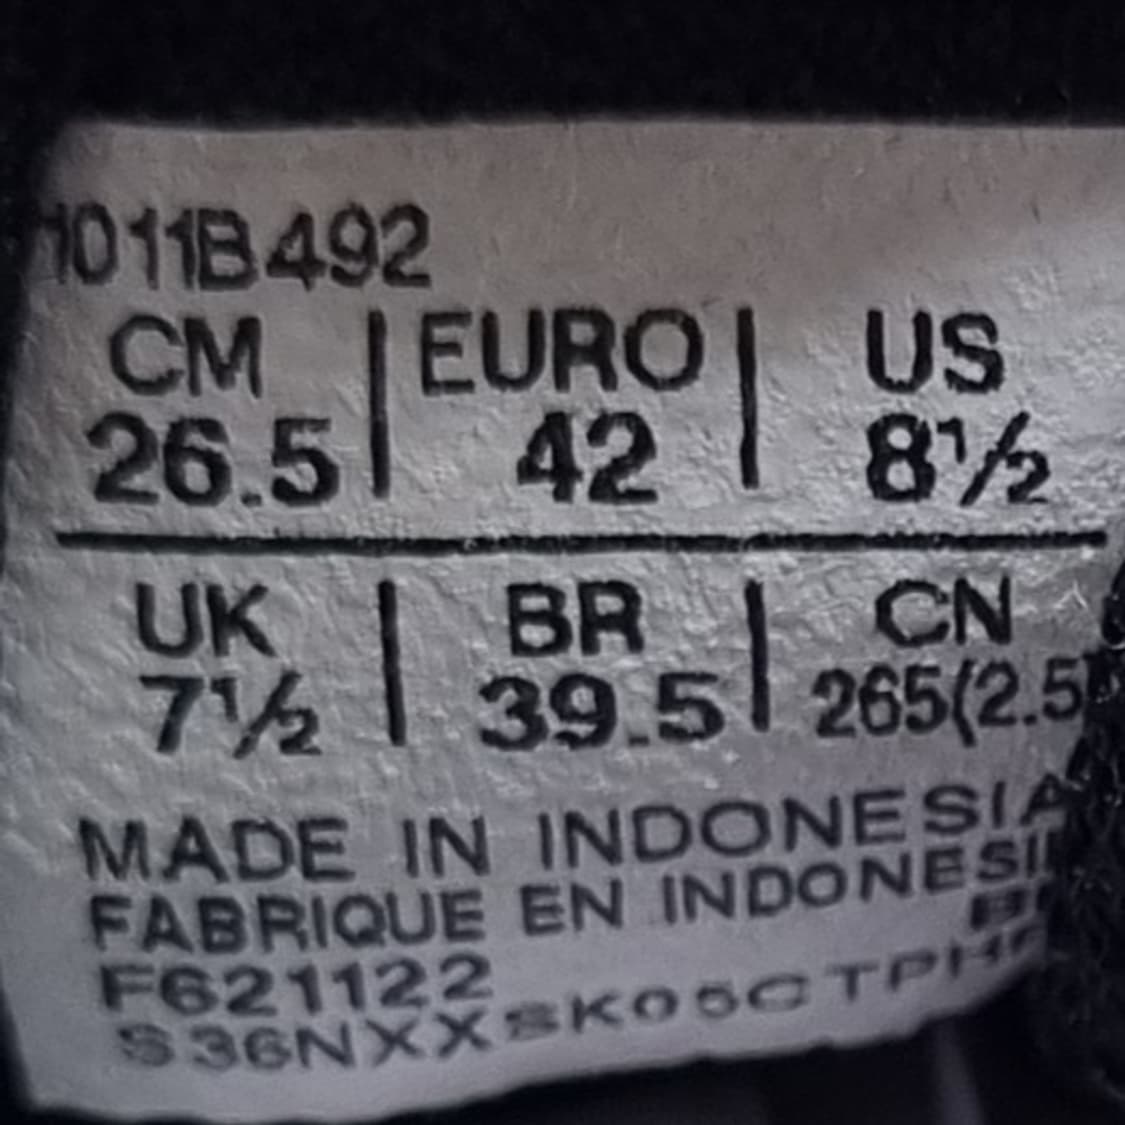 1011B492
CM | EURO | US
26.5 | 42 | 8½
UK | BR | CN
7½ | 39.5 | 265(2.5
MADE IN INDONESIA
FABRIQUE EN INDONESI
F621122
S36NXX